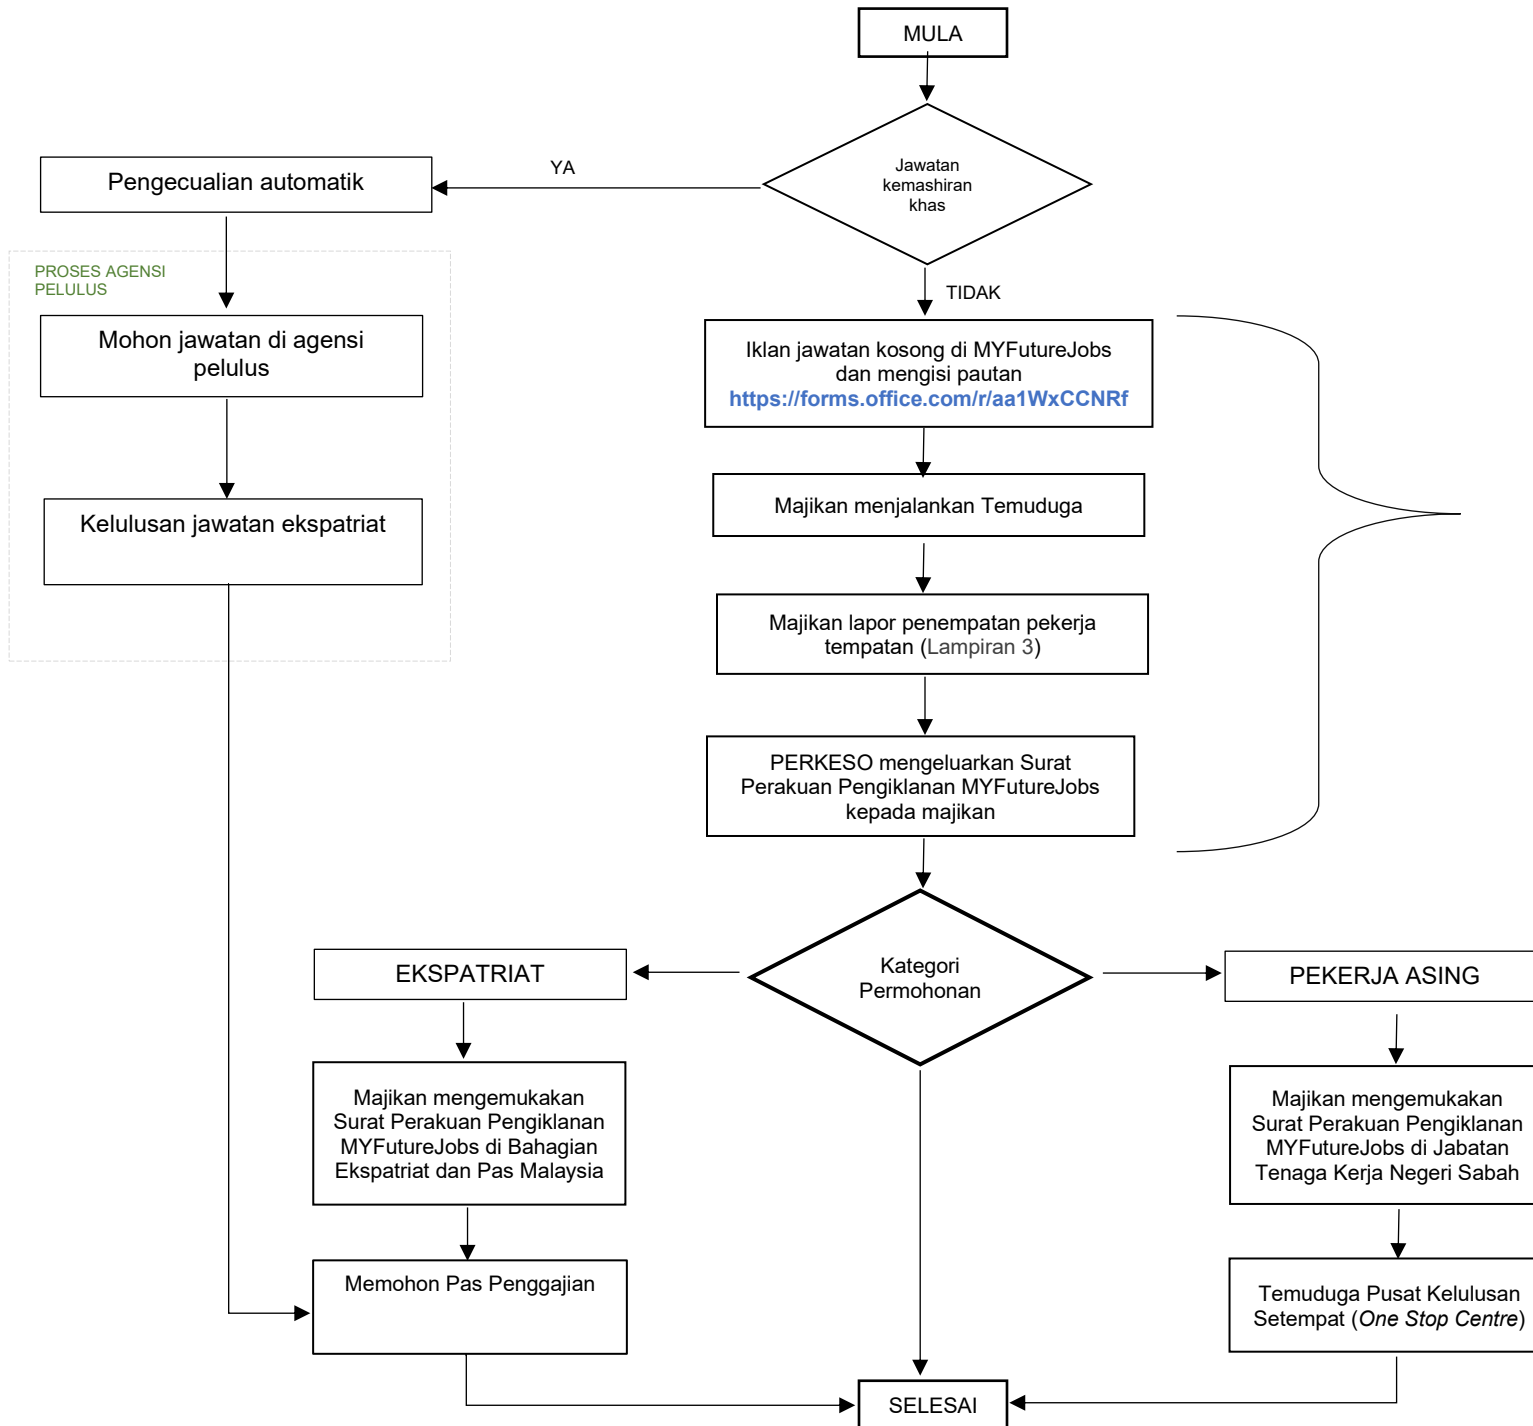 MULA
Jawatan
kemashiran
khas
YA
Pengecualian automatik
PROSES AGENSI
PELULUS
Mohon jawatan di agensi
pelulus
Kelulusan jawatan ekspatriat
TIDAK
Iklan jawatan kosong di MYFutureJobs
dan mengisi pautan
https://forms.office.com/r/aa1WxCCNRf
Majikan menjalankan Temuduga
Majikan lapor penempatan pekerja
tempatan (Lampiran 3)
PERKESO mengeluarkan Surat
Perakuan Pengiklanan MYFutureJobs
kepada majikan
Kategori
Permohonan
EKSPATRIAT
Majikan mengemukakan
Surat Perakuan Pengiklanan
MYFutureJobs di Bahagian
Ekspatriat dan Pas Malaysia
Memohon Pas Penggajian
PEKERJA ASING
Majikan mengemukakan
Surat Perakuan Pengiklanan
MYFutureJobs di Jabatan
Tenaga Kerja Negeri Sabah
Temuduga Pusat Kelulusan
Setempat (One Stop Centre)
SELESAI